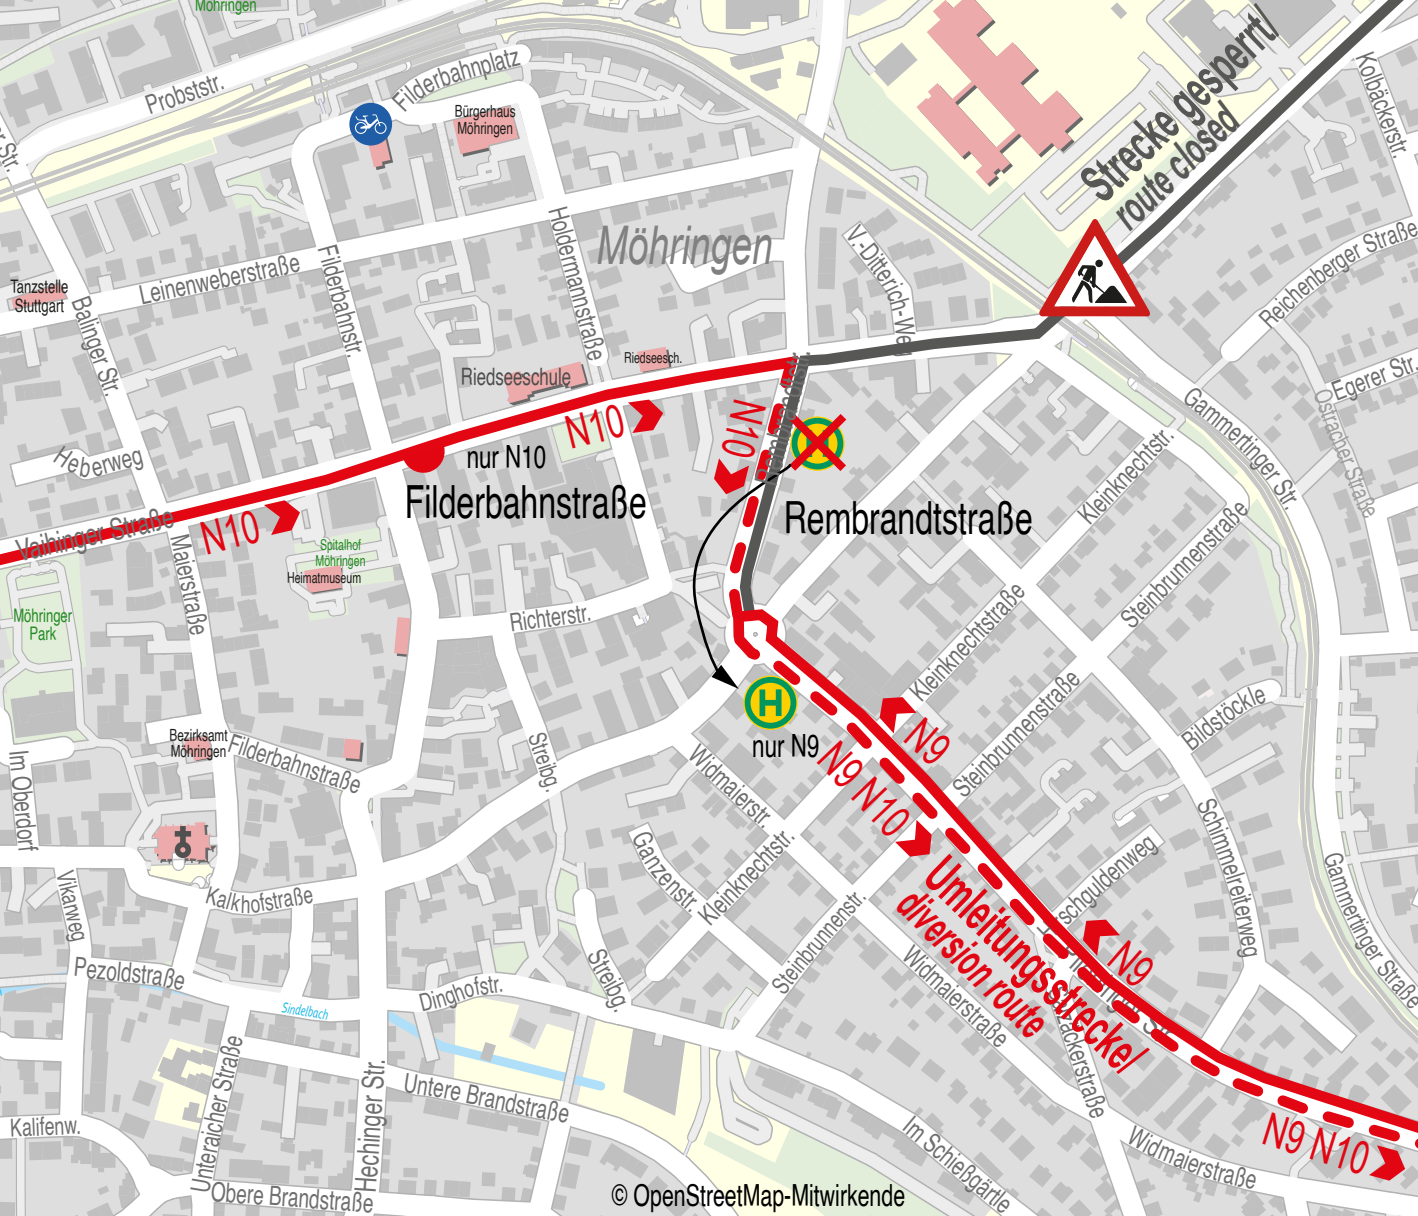 Möhringen
Probststr.
Filderbahnplatz
Bürgerhaus
Möhringen
Strecke gesperrt/
route closed
Kolbäckerstr.
Holdermannstraße
Möhringen
V.-Ditterich-Weg
Reichenberger Straße
Leinenweberstraße
Filderbahnstr.
Tanzstelle
Stuttgart
Balinger Str.
Riedseesch.
Riedseeschule
Egerer Str.
Ostracher Straße
Gammertinger Str.
N10
N10
H
nur N10
Filderbahnstraße
Rembrandtstraße
Heberweg
Kleinknechtstr.
Vaihinger Straße
N10
Steinbrunnenstraße
Maierstraße
Spitalhof
Möhringen
Heimatmuseum
Möhringer
Park
Richterstr.
Kleinknechtstraße
H
nur N9
N9
N9 N10
Steinbrunnenstraße
Bildstöckle
Bezirksamt
Möhringen
Filderbahnstraße
Streibg.
Im Oberdorf
Widmaierstr.
Ganzenstr.
Kleinknechtstr.
Schimmelreiterweg
Gammertinger Straße
Umleitungsstrecke/
diversion route
N9
Vikarweg
Kalkhofstraße
Steinbrunnenstr.
Widmaierstraße
Pezoldstraße
Streibg.
Dinghofstr.
Sindelbach
Unteraicher Straße
Hechinger Str.
Untere Brandstraße
Kalifenw.
Im Schießgärtle
Widmaierstraße
N9 N10
Obere Brandstraße
© OpenStreetMap-Mitwirkende